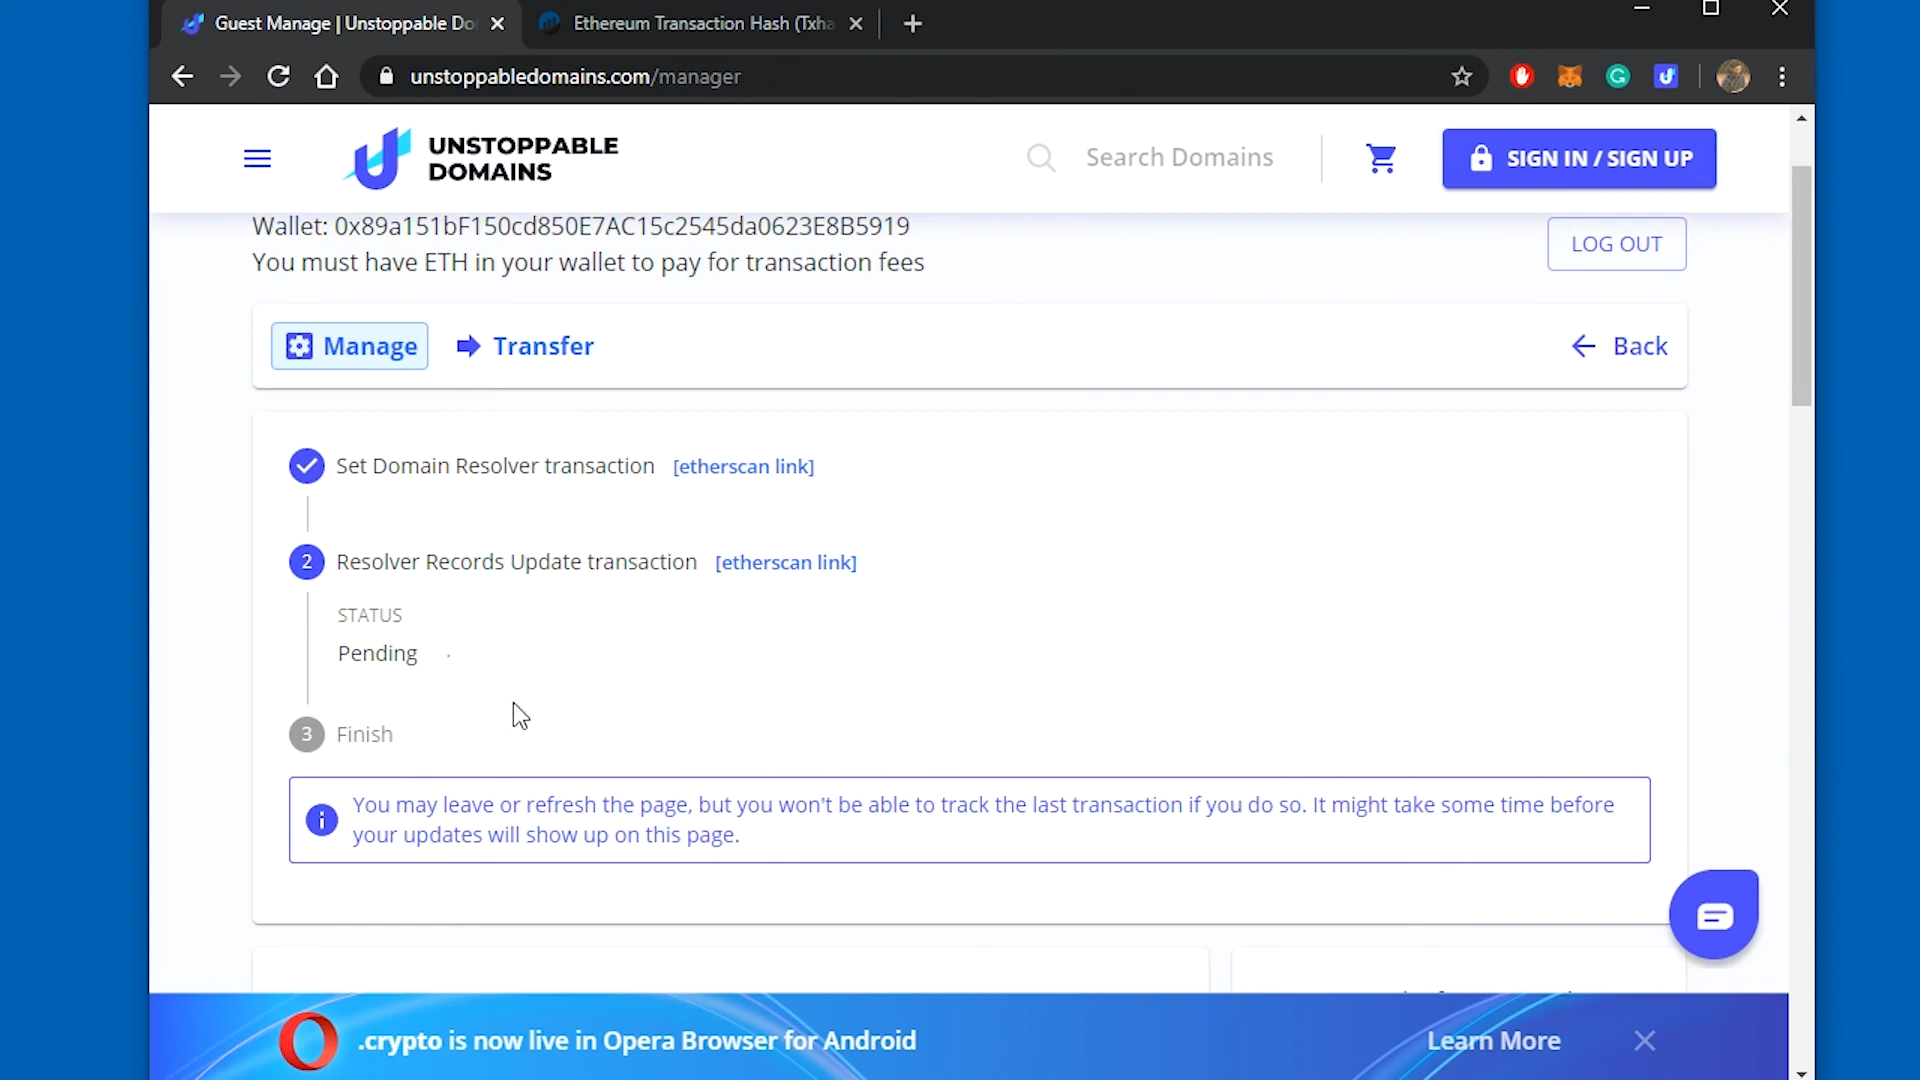 Guest Manage | Unstoppable Do
Ethereum Transaction Hash (Txha
unstoppabledomains.com/manager
UNSTOPPABLE
DOMAINS
Search Domains
SIGN IN / SIGN UP
Wallet: 0x89a151bF150cd850E7AC15c2545da0623E8B5919
You must have ETH in your wallet to pay for transaction fees
LOG OUT
Manage
Transfer
Back
Set Domain Resolver transaction [etherscan link]
2 Resolver Records Update transaction [etherscan link]
STATUS
Pending
3 Finish
You may leave or refresh the page, but you won't be able to track the last transaction if you do so. It might take some time before
your updates will show up on this page.
.crypto is now live in Opera Browser for Android
Learn More